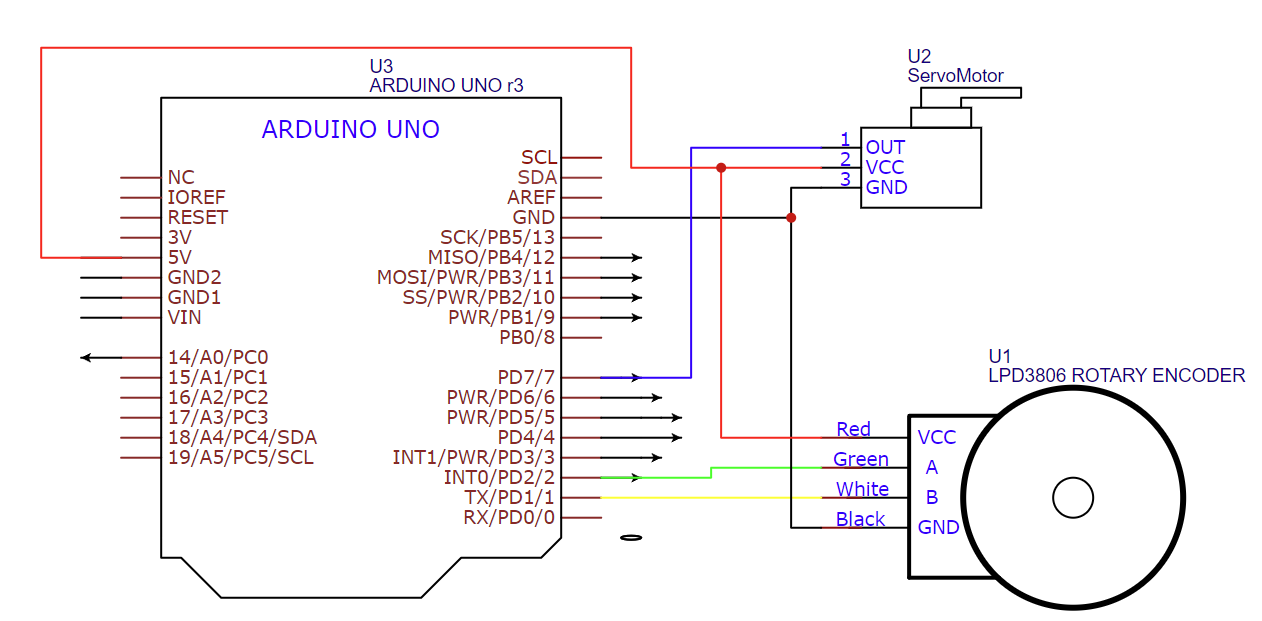 U3
ARDUINO UNO r3
ARDUINO UNO
NC
IOREF
RESET
3V
5V
GND2
GND1
VIN
14/A0/PC0
15/A1/PC1
16/A2/PC2
17/A3/PC3
18/A4/PC4/SDA
19/A5/PC5/SCL
SCL
SDA
AREF
GND
SCK/PB5/13
MISO/PB4/12
MOSI/PWR/PB3/11
SS/PWR/PB2/10
PWR/PB1/9
PB0/8
PD7/7
PWR/PD6/6
PWR/PD5/5
PD4/4
INT1/PWR/PD3/3
INT0/PD2/2
TX/PD1/1
RX/PD0/0
U2
ServoMotor
1 OUT
2 VCC
3 GND
U1
LPD3806 ROTARY ENCODER
Red VCC
Green A
White B
Black GND